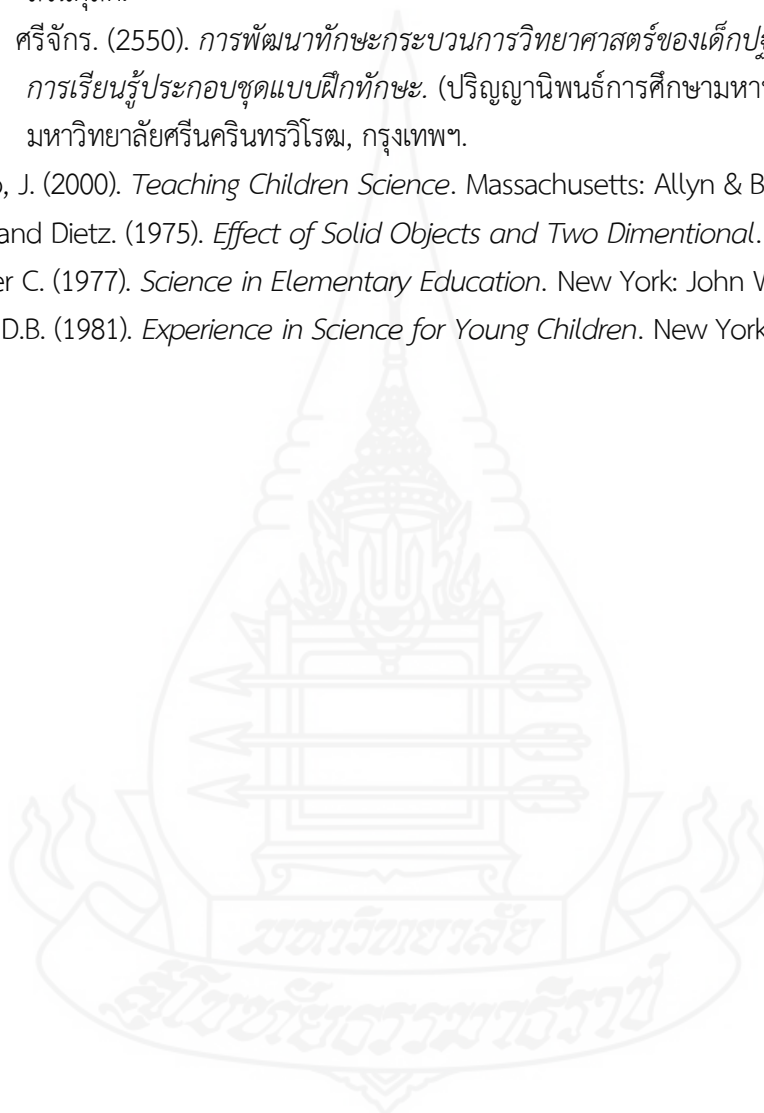 ศรีจักร. (2550). การพัฒนาทักษะกระบวนการวิทยาศาสตร์ของเด็กปฐ
การเรียนรู้ประกอบชุดแบบฝึกทักษะ. (ปริญญานิพนธ์การศึกษามหา
มหาวิทยาลัยศรีนครินทรวิโรฒ, กรุงเทพฯ.
, J. (2000). Teaching Children Science. Massachusetts: Allyn & B
and Dietz. (1975). Effect of Solid Objects and Two Dimentional.
er C. (1977). Science in Elementary Education. New York: John W
D.B. (1981). Experience in Science for Young Children. New York
มหาวิทยาลัย
สุโขทัยธรรมาธิราช